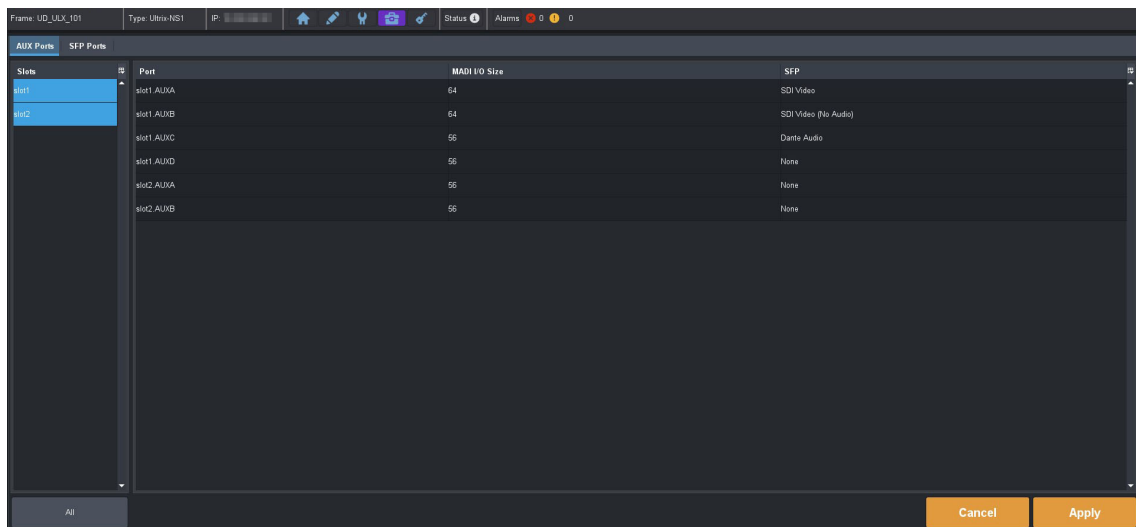 Frame: UD_ULX_101 Type: Ultrix-NS1 IP: Status Alarms 0 0
AUX Ports SFP Ports
Slots Port MADI I/O Size SFP
slot1 slot1.AUXA 64 SDI Video
slot2 slot1.AUXB 64 SDI Video (No Audio)
slot1.AUXC 56 Dante Audio
slot1.AUXD 56 None
slot2.AUXA 56 None
slot2.AUXB 56 None
All Cancel Apply